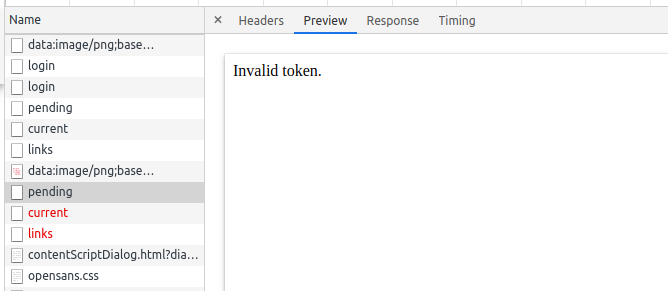 Name
× Headers Preview Response Timing
data:image/png;base…
login
login
pending
current
links
data:image/png;base…
pending
current
links
contentScriptDialog.html?dia…
opensans.css
Invalid token.